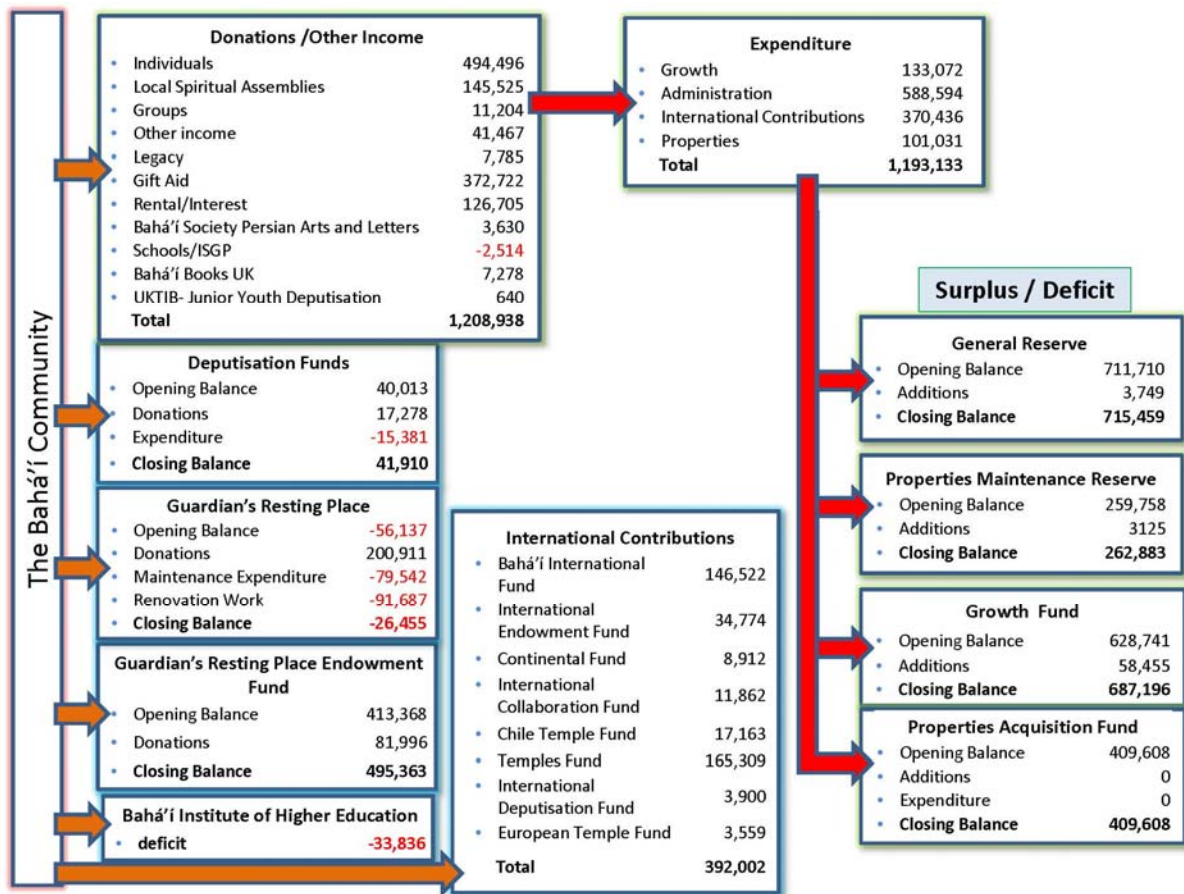 The Bahá’í Community
Donations /Other Income
• Individuals 494,496
• Local Spiritual Assemblies 145,525
• Groups 11,204
• Other income 41,467
• Legacy 7,785
• Gift Aid 372,722
• Rental/Interest 126,705
• Bahá’í Society Persian Arts and Letters 3,630
• Schools/ISGP -2,514
• Bahá’í Books UK 7,278
• UKTIB- Junior Youth Deputisation 640
Total 1,208,938
Expenditure
• Growth 133,072
• Administration 588,594
• International Contributions 370,436
• Properties 101,031
Total 1,193,133
Deputisation Funds
• Opening Balance 40,013
• Donations 17,278
• Expenditure -15,381
• Closing Balance 41,910
Guardian’s Resting Place
• Opening Balance -56,137
• Donations 200,911
• Maintenance Expenditure -79,542
• Renovation Work -91,687
• Closing Balance -26,455
Guardian’s Resting Place Endowment
Fund
• Opening Balance 413,368
• Donations 81,996
• Closing Balance 495,363
Bahá’í Institute of Higher Education
• deficit -33,836
International Contributions
• Bahá’í International
Fund 146,522
• International
Endowment Fund 34,774
• Continental Fund 8,912
• International
Collaboration Fund 11,862
• Chile Temple Fund 17,163
• Temples Fund 165,309
• International
Deputisation Fund 3,900
• European Temple Fund 3,559
Total 392,002
Surplus / Deficit
General Reserve
• Opening Balance 711,710
• Additions 3,749
• Closing Balance 715,459
Properties Maintenance Reserve
• Opening Balance 259,758
• Additions 3125
• Closing Balance 262,883
Growth Fund
• Opening Balance 628,741
• Additions 58,455
• Closing Balance 687,196
Properties Acquisition Fund
• Opening Balance 409,608
• Additions 0
• Expenditure 0
• Closing Balance 409,608